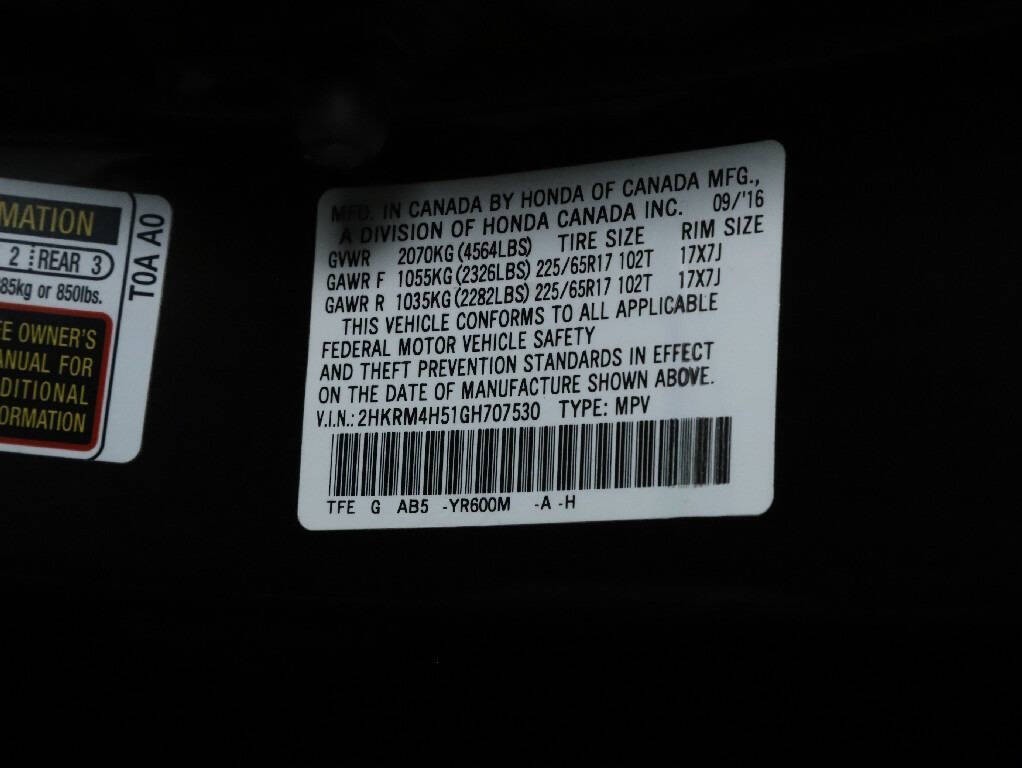 MATION
2 REAR 3
85kg or 850lbs.
E OWNER'S
ANUAL FOR
DITIONAL
ORMATION
T0A A0
MFD. IN CANADA BY HONDA OF CANADA MFG.,
A DIVISION OF HONDA CANADA INC. 09/'16
GVWR 2070KG (4564LBS) TIRE SIZE RIM SIZE
GAWR F 1055KG (2326LBS) 225/65R17 102T 17X7J
GAWR R 1035KG (2282LBS) 225/65R17 102T 17X7J
THIS VEHICLE CONFORMS TO ALL APPLICABLE
FEDERAL MOTOR VEHICLE SAFETY
AND THEFT PREVENTION STANDARDS IN EFFECT
ON THE DATE OF MANUFACTURE SHOWN ABOVE.
V.I.N.: 2HKRM4H51GH707530 TYPE: MPV
TFE G AB5 -YR600M -A -H